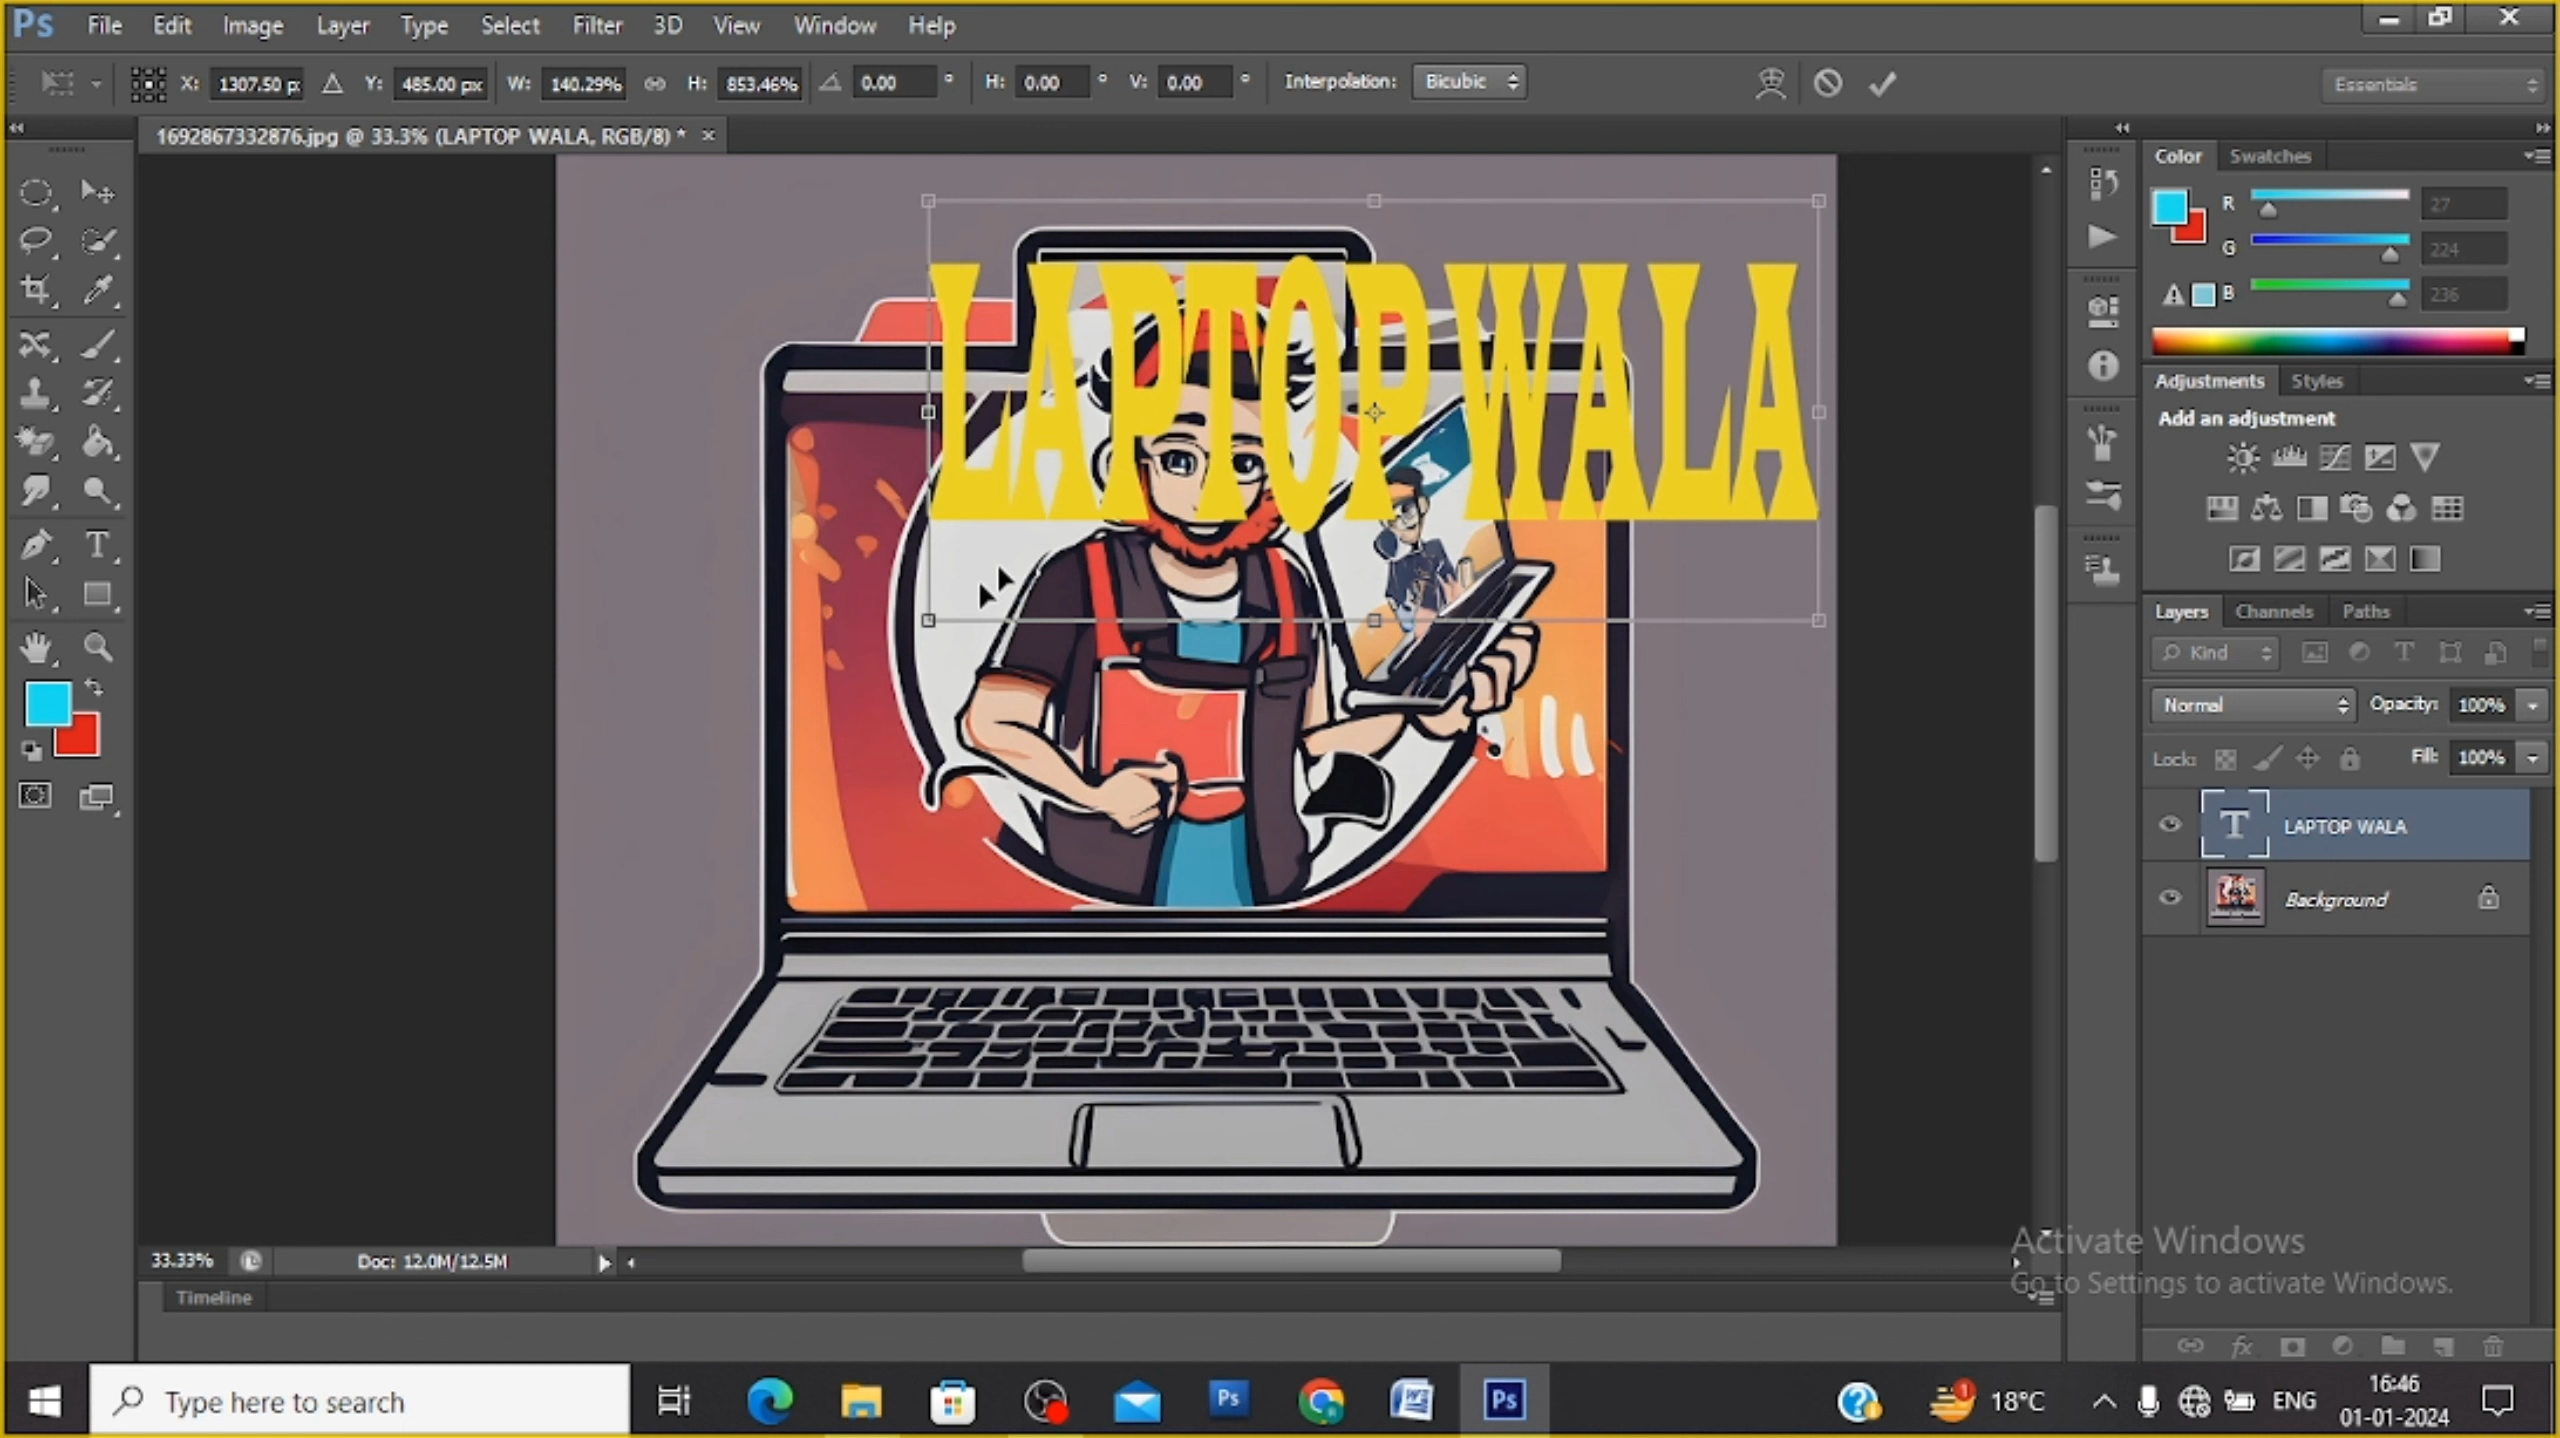 Ps File Edit Image Layer Type Select Filter 3D View Window Help
X: 1307.50 p: Y: 485.00 px W: 140.29% H: 853.46% 0.00 ° H: 0.00 ° V: 0.00 ° Interpolation: Bicubic Essentials
1692867332876.jpg @ 33.3% (LAPTOP WALA, RGB/8) * ×
Color Swatches
R 27
G 224
B 236
Adjustments Styles
Add an adjustment
LAPTOP WALA
Layers Channels Paths
Kind
Normal Opacity: 100%
Lock: Fill: 100%
LAPTOP WALA
Background
33.33% Doc: 12.0M/12.5M
Timeline
Activate Windows
Go to Settings to activate Windows.
Type here to search
Ps
Ps
1
18°C
ENG
16:46
01-01-2024